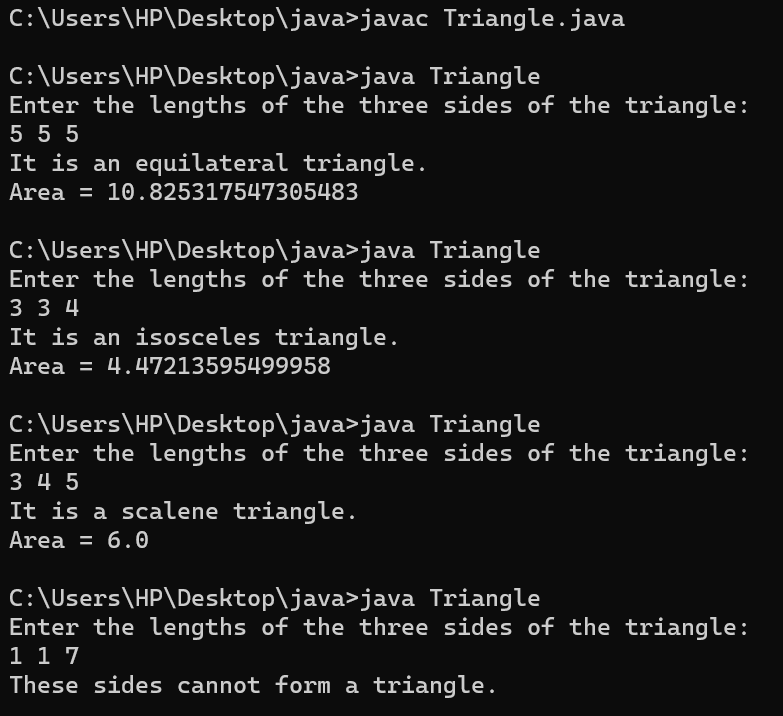 C:\Users\HP\Desktop\java>javac Triangle.java
C:\Users\HP\Desktop\java>java Triangle
Enter the lengths of the three sides of the triangle:
5 5 5
It is an equilateral triangle.
Area = 10.825317547305483
C:\Users\HP\Desktop\java>java Triangle
Enter the lengths of the three sides of the triangle:
3 3 4
It is an isosceles triangle.
Area = 4.47213595499958
C:\Users\HP\Desktop\java>java Triangle
Enter the lengths of the three sides of the triangle:
3 4 5
It is a scalene triangle.
Area = 6.0
C:\Users\HP\Desktop\java>java Triangle
Enter the lengths of the three sides of the triangle:
1 1 7
These sides cannot form a triangle.